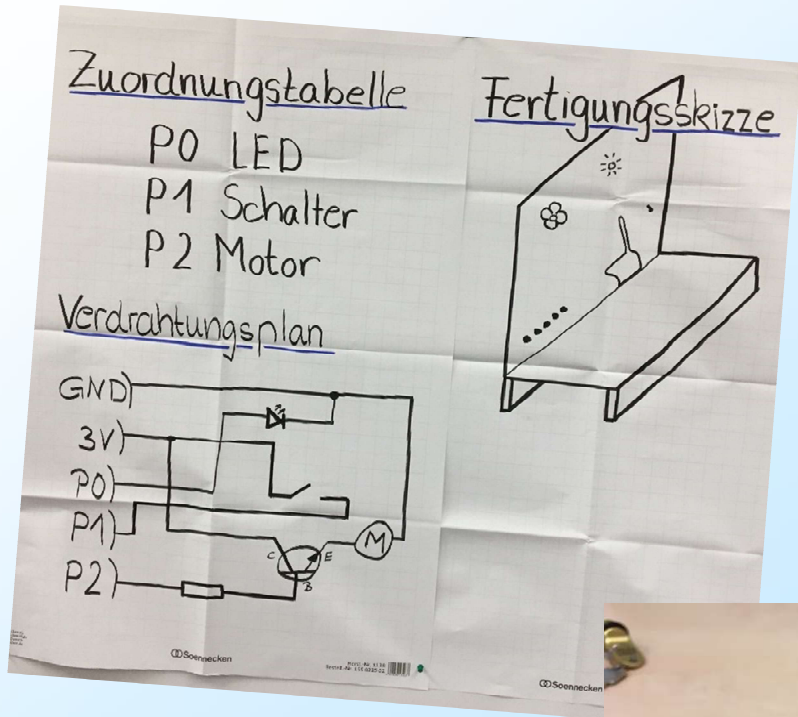 Zuordnungstabelle
P0 LED
P1 Schalter
P2 Motor
Verdrahtungsplan
GND)
3V)
P0)
P1)
P2)
C
E
B
M
Soennecken
Fertigungsskizze
Soennecken